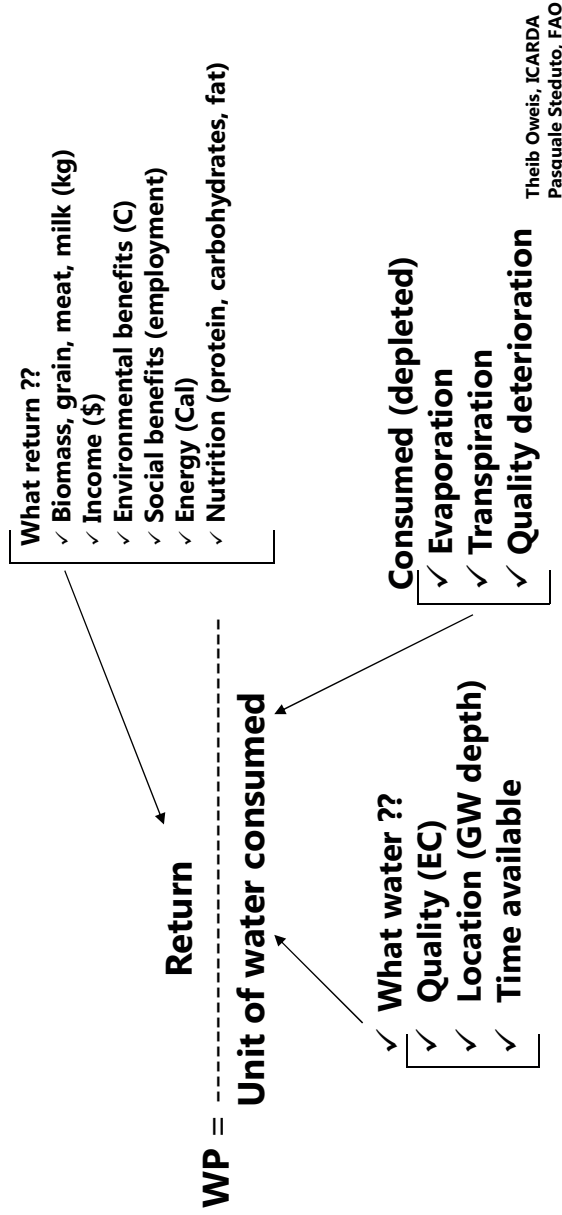 What return ??
✓ Biomass, grain, meat, milk (kg)
✓ Income ($)
✓ Environmental benefits (C)
✓ Social benefits (employment)
✓ Energy (Cal)
✓ Nutrition (protein, carbohydrates, fat)
Return
WP = ----------------------------------------
Unit of water consumed
✓ What water ??
✓ Quality (EC)
✓ Location (GW depth)
✓ Time available
Consumed (depleted)
✓ Evaporation
✓ Transpiration
✓ Quality deterioration
Theib Oweis, ICARDA
Pasquale Steduto, FAO